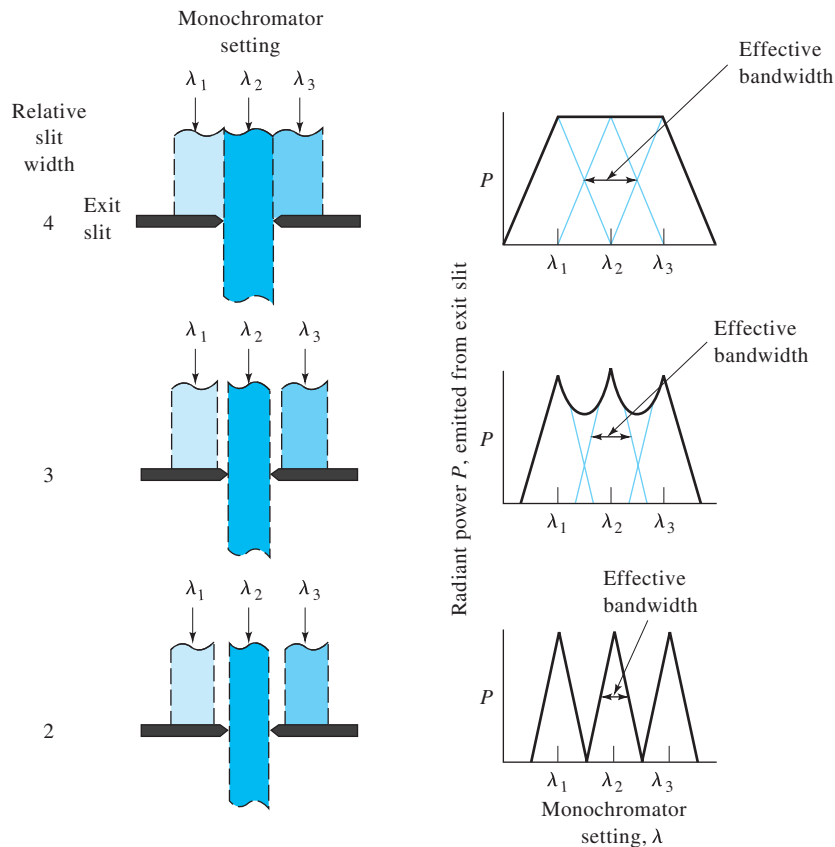 Monochromator
setting
λ1 λ2 λ3
Relative
slit
width
4
Exit
slit
λ1 λ2 λ3
3
λ1 λ2 λ3
2
Radiant power P, emitted from exit slit
Effective
bandwidth
P
λ1 λ2 λ3
Effective
bandwidth
P
λ1 λ2 λ3
Effective
bandwidth
P
λ1 λ2 λ3
Monochromator
setting, λ